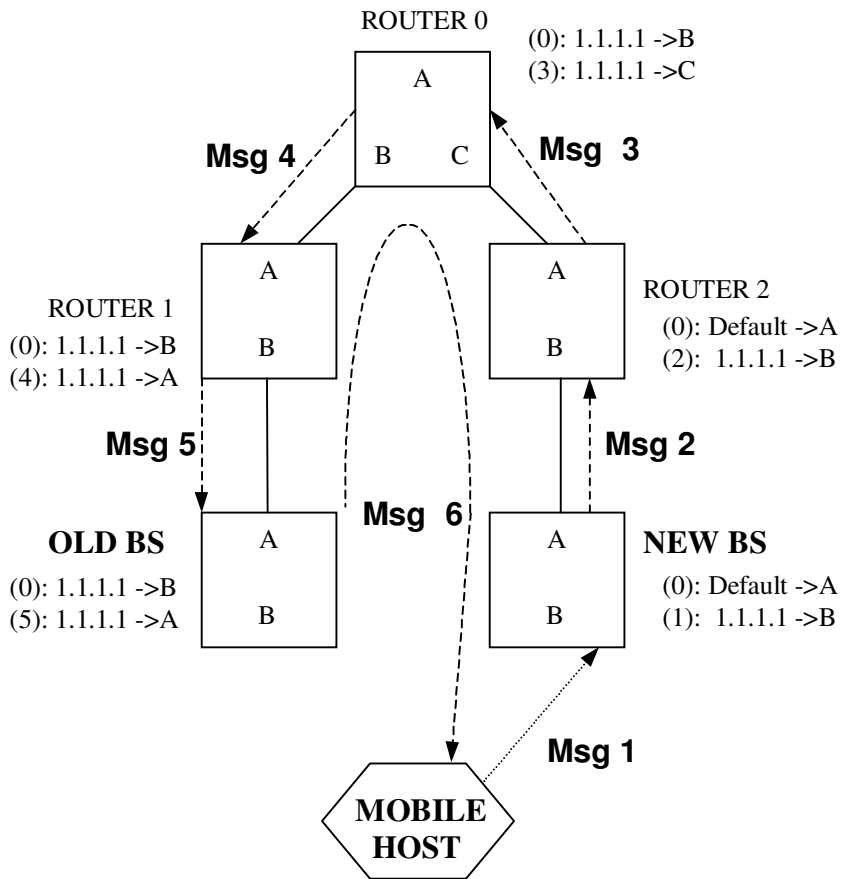 ROUTER 0
(0): 1.1.1.1 ->B
(3): 1.1.1.1 ->C
A
B C
Msg 4
Msg 3
A
B
ROUTER 1
(0): 1.1.1.1 ->B
(4): 1.1.1.1 ->A
A
B
ROUTER 2
(0): Default ->A
(2): 1.1.1.1 ->B
Msg 5
Msg 2
Msg 6
OLD BS
(0): 1.1.1.1 ->B
(5): 1.1.1.1 ->A
A
B
A
B
NEW BS
(0): Default ->A
(1): 1.1.1.1 ->B
Msg 1
MOBILE
HOST